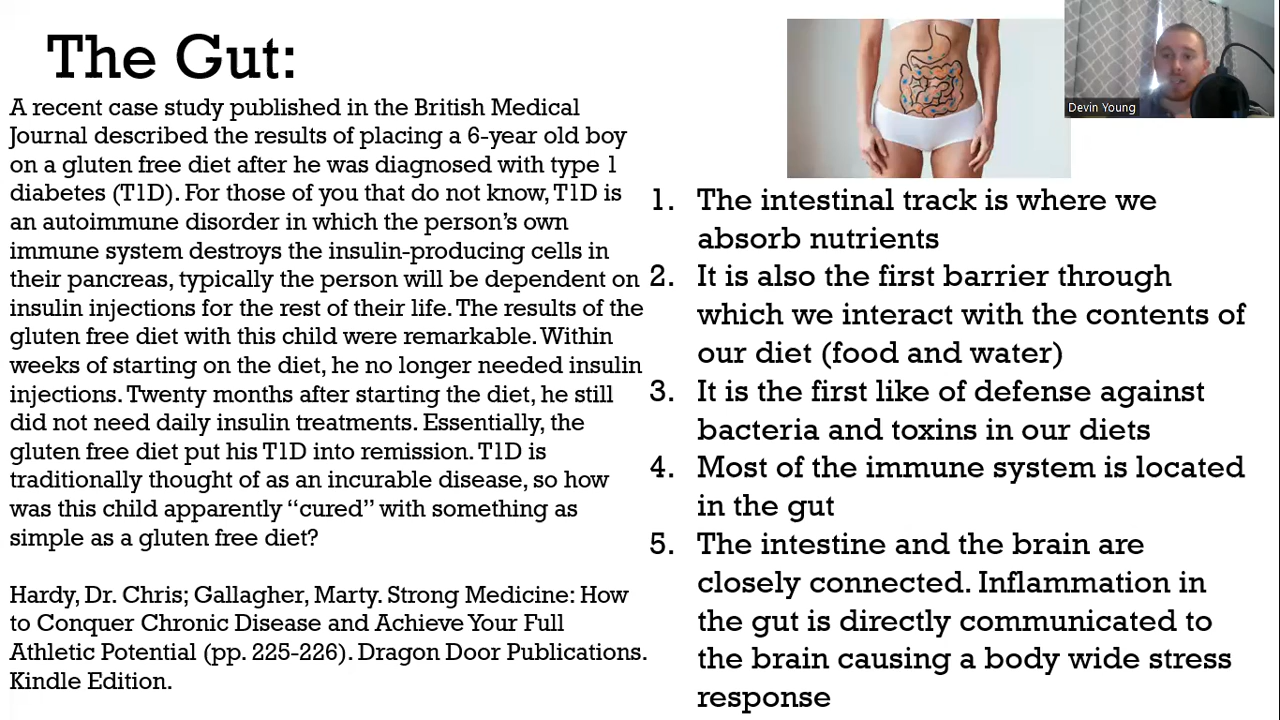 The Gut:
A recent case study published in the British Medical
Journal described the results of placing a 6-year old boy
on a gluten free diet after he was diagnosed with type 1
diabetes (T1D). For those of you that do not know, T1D is
an autoimmune disorder in which the person's own
immune system destroys the insulin-producing cells in
their pancreas, typically the person will be dependent on
insulin injections for the rest of their life. The results of the
gluten free diet with this child were remarkable. Within
weeks of starting on the diet, he no longer needed insulin
injections. Twenty months after starting the diet, he still
did not need daily insulin treatments. Essentially, the
gluten free diet put his T1D into remission. T1D is
traditionally thought of as an incurable disease, so how
was this child apparently “cured” with something as
simple as a gluten free diet?
Hardy, Dr. Chris; Gallagher, Marty. Strong Medicine: How
to Conquer Chronic Disease and Achieve Your Full
Athletic Potential (pp. 225-226). Dragon Door Publications.
Kindle Edition.
Devin Young
1. The intestinal track is where we
absorb nutrients
2. It is also the first barrier through
which we interact with the contents of
our diet (food and water)
3. It is the first like of defense against
bacteria and toxins in our diets
4. Most of the immune system is located
in the gut
5. The intestine and the brain are
closely connected. Inflammation in
the gut is directly communicated to
the brain causing a body wide stress
response